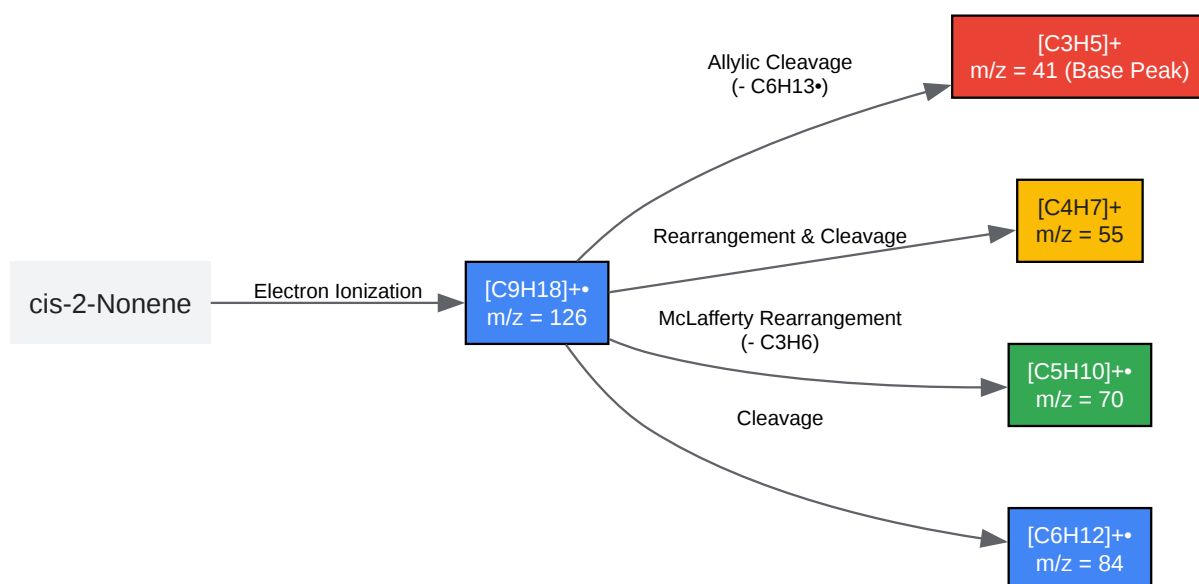 cis-2-Nonene
Electron Ionization
[C9H18]+•
m/z = 126
Allylic Cleavage
(- C6H13•)
[C3H5]+
m/z = 41 (Base Peak)
Rearrangement & Cleavage
[C4H7]+
m/z = 55
McLafferty Rearrangement
(- C3H6)
[C5H10]+•
m/z = 70
Cleavage
[C6H12]+•
m/z = 84